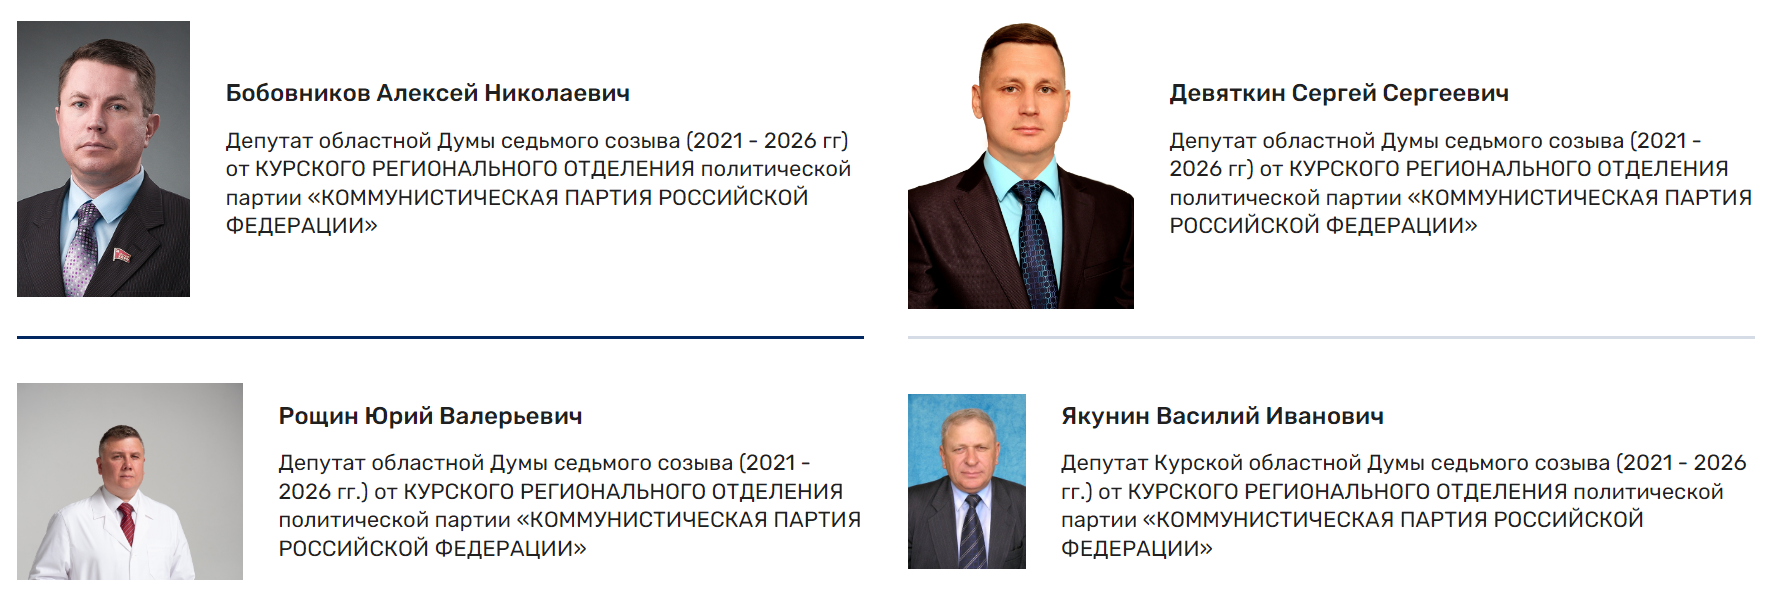 Бобовников Алексей Николаевич
Депутат областной Думы седьмого созыва (2021 - 2026 гг)
от КУРСКОГО РЕГИОНАЛЬНОГО ОТДЕЛЕНИЯ политической
партии «КОММУНИСТИЧЕСКАЯ ПАРТИЯ РОССИЙСКОЙ
ФЕДЕРАЦИИ»
Девяткин Сергей Сергеевич
Депутат областной Думы седьмого созыва (2021 -
2026 гг) от КУРСКОГО РЕГИОНАЛЬНОГО ОТДЕЛЕНИЯ
политической партии «КОММУНИСТИЧЕСКАЯ ПАРТИЯ
РОССИЙСКОЙ ФЕДЕРАЦИИ»
Рощин Юрий Валерьевич
Депутат областной Думы седьмого созыва (2021 -
2026 гг.) от КУРСКОГО РЕГИОНАЛЬНОГО ОТДЕЛЕНИЯ
политической партии «КОММУНИСТИЧЕСКАЯ ПАРТИЯ
РОССИЙСКОЙ ФЕДЕРАЦИИ»
Якунин Василий Иванович
Депутат Курской областной Думы седьмого созыва (2021 - 2026
гг.) от КУРСКОГО РЕГИОНАЛЬНОГО ОТДЕЛЕНИЯ политической
партии «КОММУНИСТИЧЕСКАЯ ПАРТИЯ РОССИЙСКОЙ
ФЕДЕРАЦИИ»